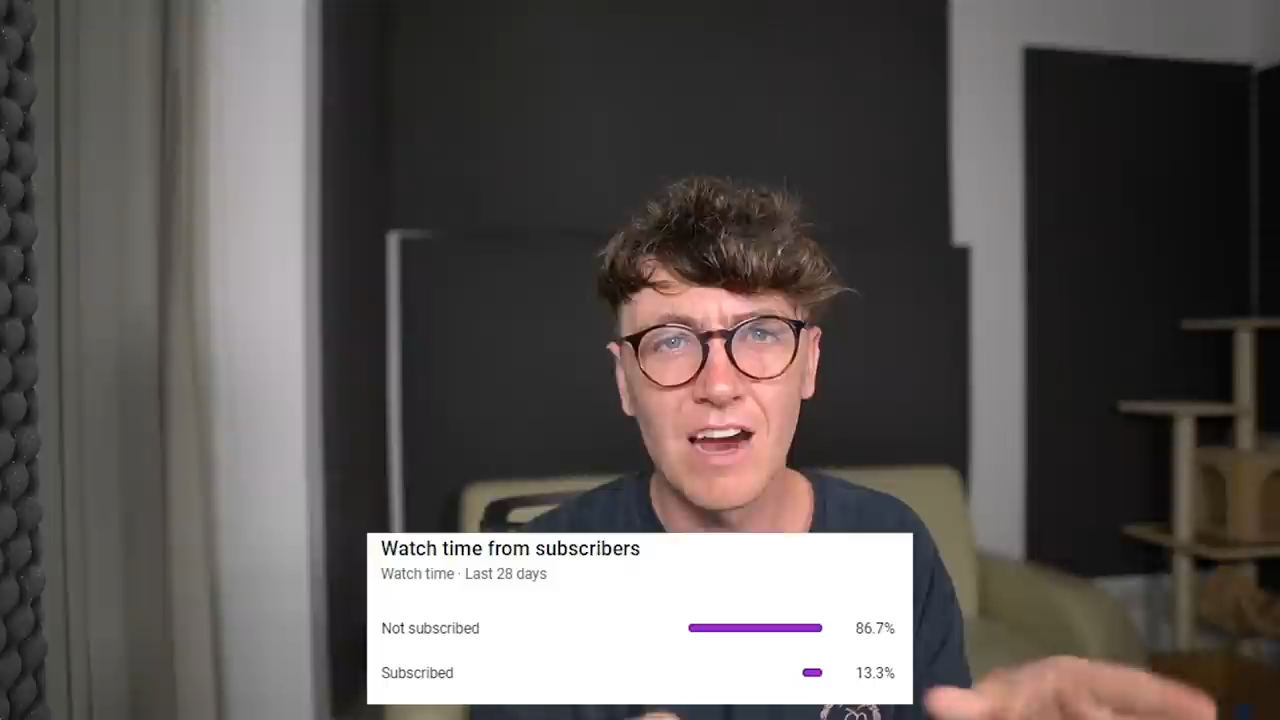 Watch time from subscribers
Watch time · Last 28 days
Not subscribed 86.7%
Subscribed 13.3%